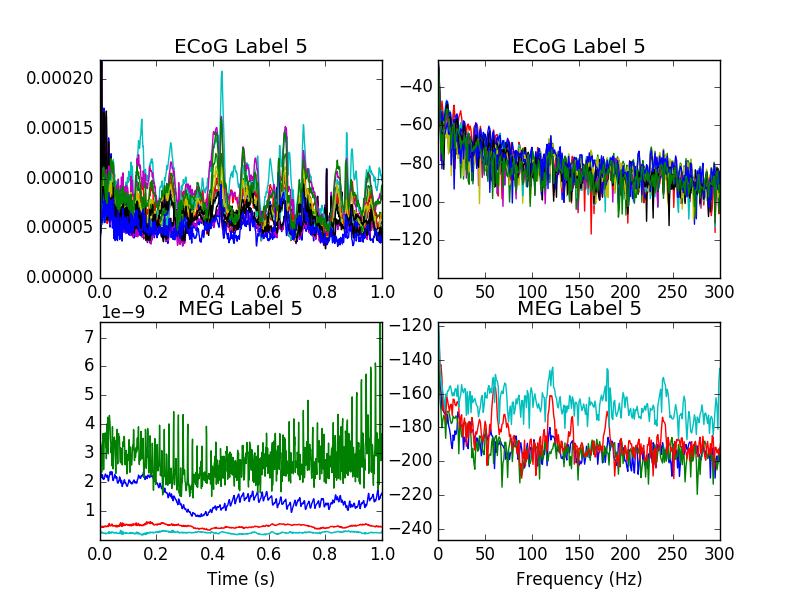 ECoG Label 5
0.00020
0.00015
0.00010
0.00005
0.00000
0.0 0.2 0.4 0.6 0.8 1.0
ECoG Label 5
−40
−60
−80
−100
−120
0 50 100 150 200 250 300
MEG Label 5
1e−9
7
6
5
4
3
2
1
0.0 0.2 0.4 0.6 0.8 1.0
Time (s)
MEG Label 5
−120
−140
−160
−180
−200
−220
−240
0 50 100 150 200 250 300
Frequency (Hz)